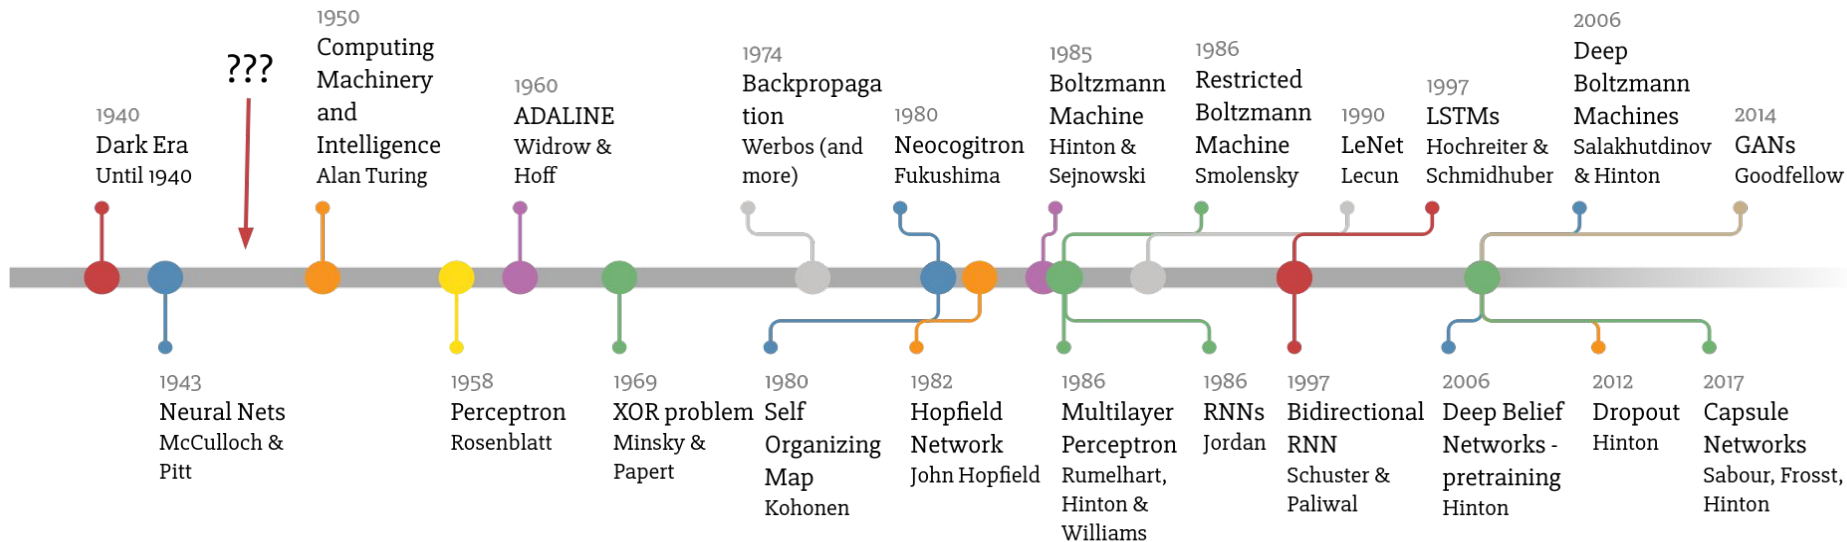 ???
1940
Dark Era
Until 1940
1950
Computing
Machinery
and
Intelligence
Alan Turing
1960
ADALINE
Widrow &
Hoff
1974
Backpropaga
tion
Werbos (and
more)
1980
Neocogitron
Fukushima
1985
Boltzmann
Machine
Hinton &
Sejnowski
1986
Restricted
Boltzmann
Machine
Smolensky
1990
LeNet
Lecun
1997
LSTMs
Hochreiter &
Schmidhuber
2006
Deep
Boltzmann
Machines
Salakhutdinov
& Hinton
2014
GANs
Goodfellow
1943
Neural Nets
McCulloch &
Pitt
1958
Perceptron
Rosenblatt
1969
XOR problem
Minsky &
Papert
1980
Self
Organizing
Map
Kohonen
1982
Hopfield
Network
John Hopfield
1986
Multilayer
Perceptron
Rumelhart,
Hinton &
Williams
1986
RNNs
Jordan
1997
Bidirectional
RNN
Schuster &
Paliwal
2006
Deep Belief
Networks -
pretraining
Hinton
2012
Dropout
Hinton
2017
Capsule
Networks
Sabour, Frosst,
Hinton